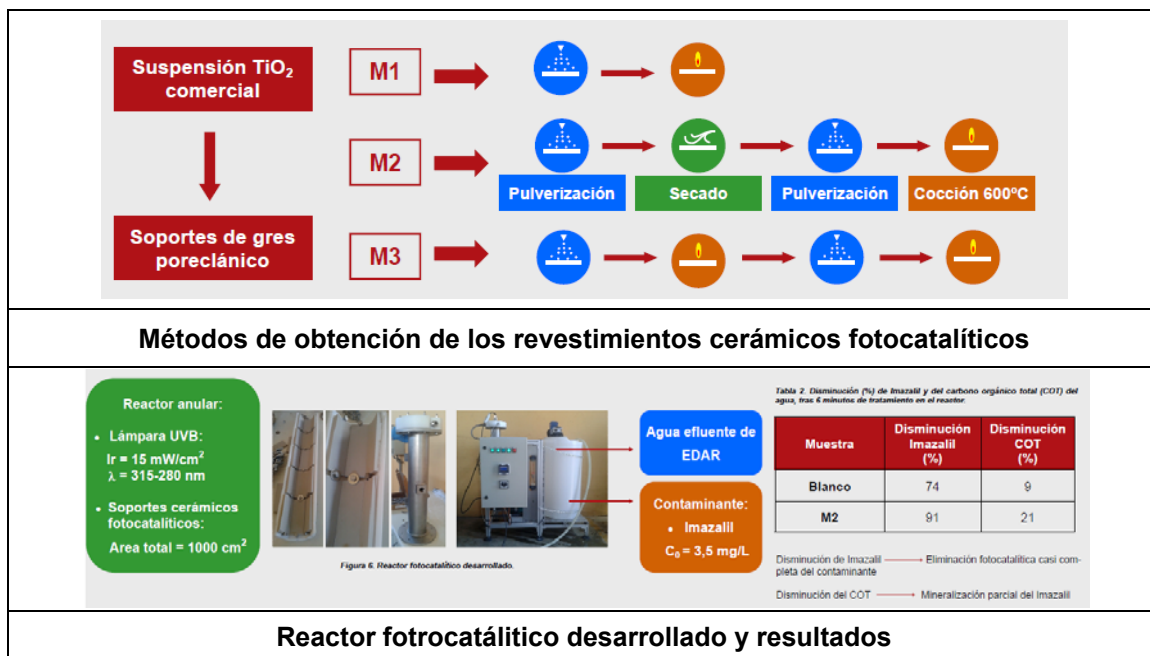 Suspensión TiO2
comercial
M1
M2
Pulverización
Secado
Pulverización
Cocción 600ºC
Soportes de gres
poreclánico
M3
Métodos de obtención de los revestimientos cerámicos fotocatalíticos
Reactor anular:
• Lámpara UVB:
Ir = 15 mW/cm2
λ = 315-280 nm
• Soportes cerámicos
fotocatalíticos:
Area total = 1000 cm2
Figura 6. Reactor fotocatalítico desarrollado.
Agua efluente de
EDAR
Contaminante:
• Imazalil
C0 = 3,5 mg/L
Tabla 2. Disminución (%) de Imazalil y del carbono orgánico total (COT) del
agua, tras 6 minutos de tratamiento en el reactor.
Muestra
Disminución
Imazalil
(%)
Disminución
COT
(%)
Blanco 74 9
M2 91 21
Disminución de Imazalil Eliminación fotocatalítica casi com-
pleta del contaminante
Disminución del COT Mineralización parcial del Imazalil
Reactor fotrocatálitico desarrollado y resultados